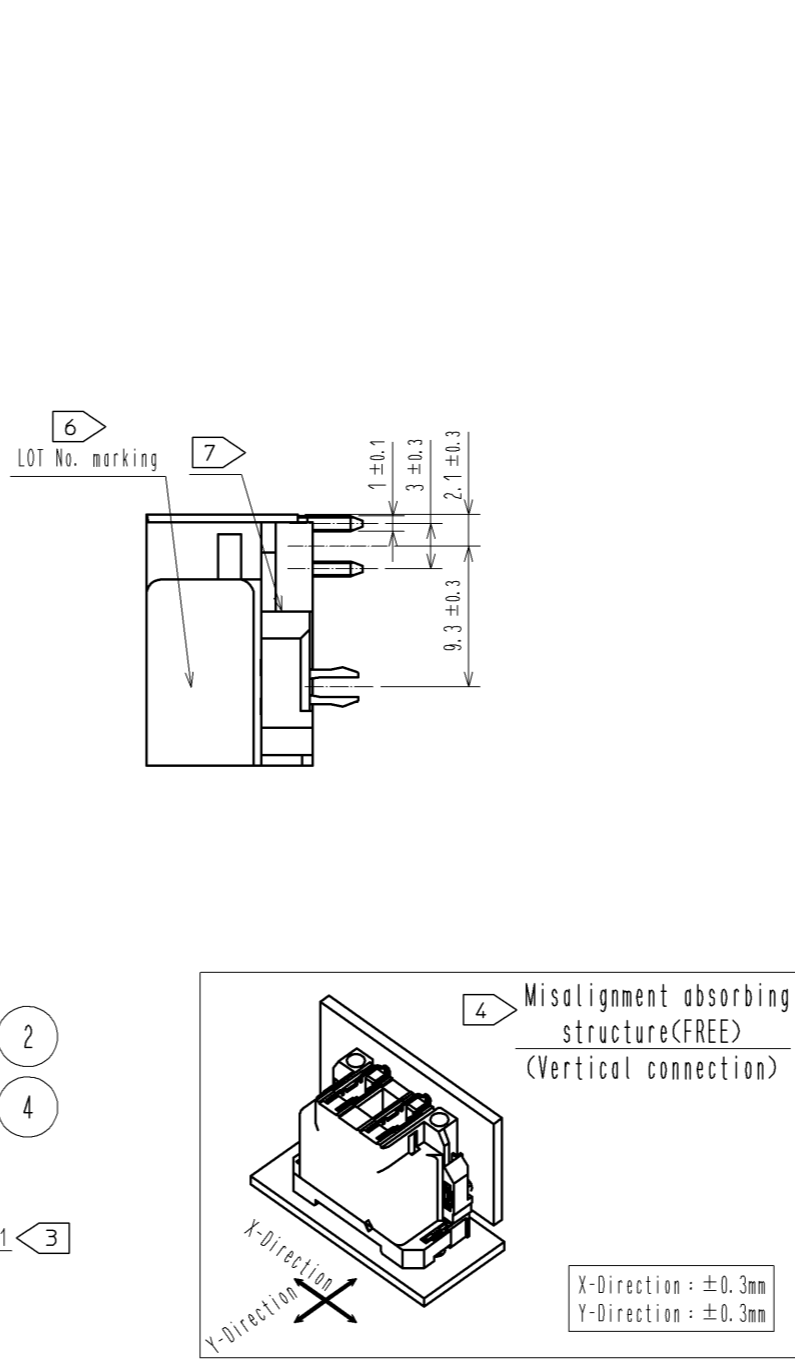 6
LOT No. marking
7
1 ±0.1
3 ±0.3
2.1 ±0.3
9.3 ±0.3
2
4
1
3
4
Misalignment absorbing
structure(FREE)
(Vertical connection)
X-Direction
Y-Direction
X-Direction : ±0.3mm
Y-Direction : ±0.3mm